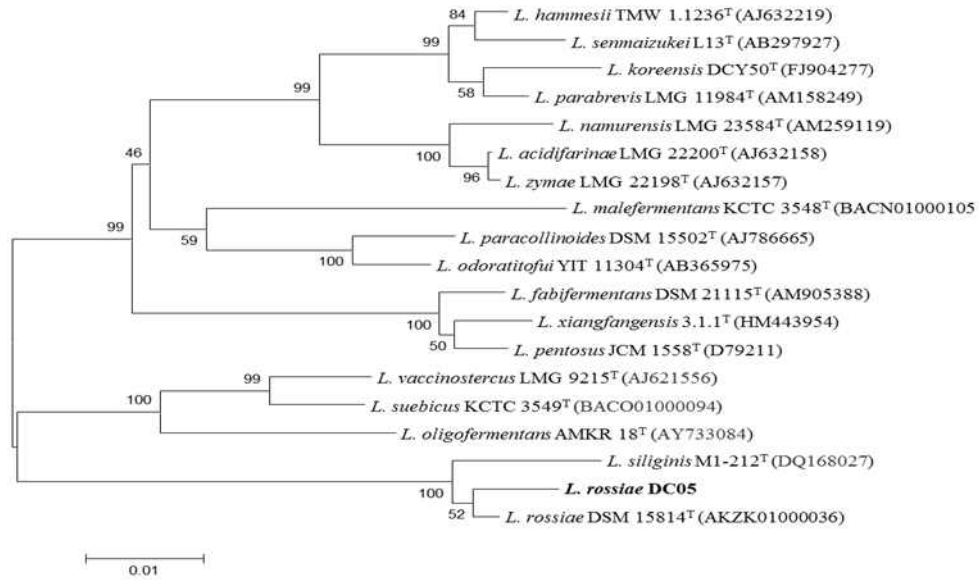 84
L. hammesii TMW 1.1236ᵀ (AJ632219)
99
L. senmaizukei L13ᵀ (AB297927)
L. koreensis DCY50ᵀ (FJ904277)
99
58
L. parabrevis LMG 11984ᵀ (AM158249)
L. namurensis LMG 23584ᵀ (AM259119)
46
100
L. acidifarinae LMG 22200ᵀ (AJ632158)
96
L. zymae LMG 22198ᵀ (AJ632157)
L. malefermentans KCTC 3548ᵀ (BACN01000105
99
59
L. paracollinoides DSM 15502ᵀ (AJ786665)
100
L. odoratitofui YIT 11304ᵀ (AB365975)
L. fabifermentans DSM 21115ᵀ (AM905388)
100
L. xiangfangensis 3.1.1ᵀ (HM443954)
50
L. pentosus JCM 1558ᵀ (D79211)
99
L. vaccinostercus LMG 9215ᵀ (AJ621556)
100
L. suebicus KCTC 3549ᵀ (BACO01000094)
L. oligofermentans AMKR 18ᵀ (AY733084)
L. siliginis M1-212ᵀ (DQ168027)
100
L. rossiae DC05
52
L. rossiae DSM 15814ᵀ (AKZK01000036)
0.01